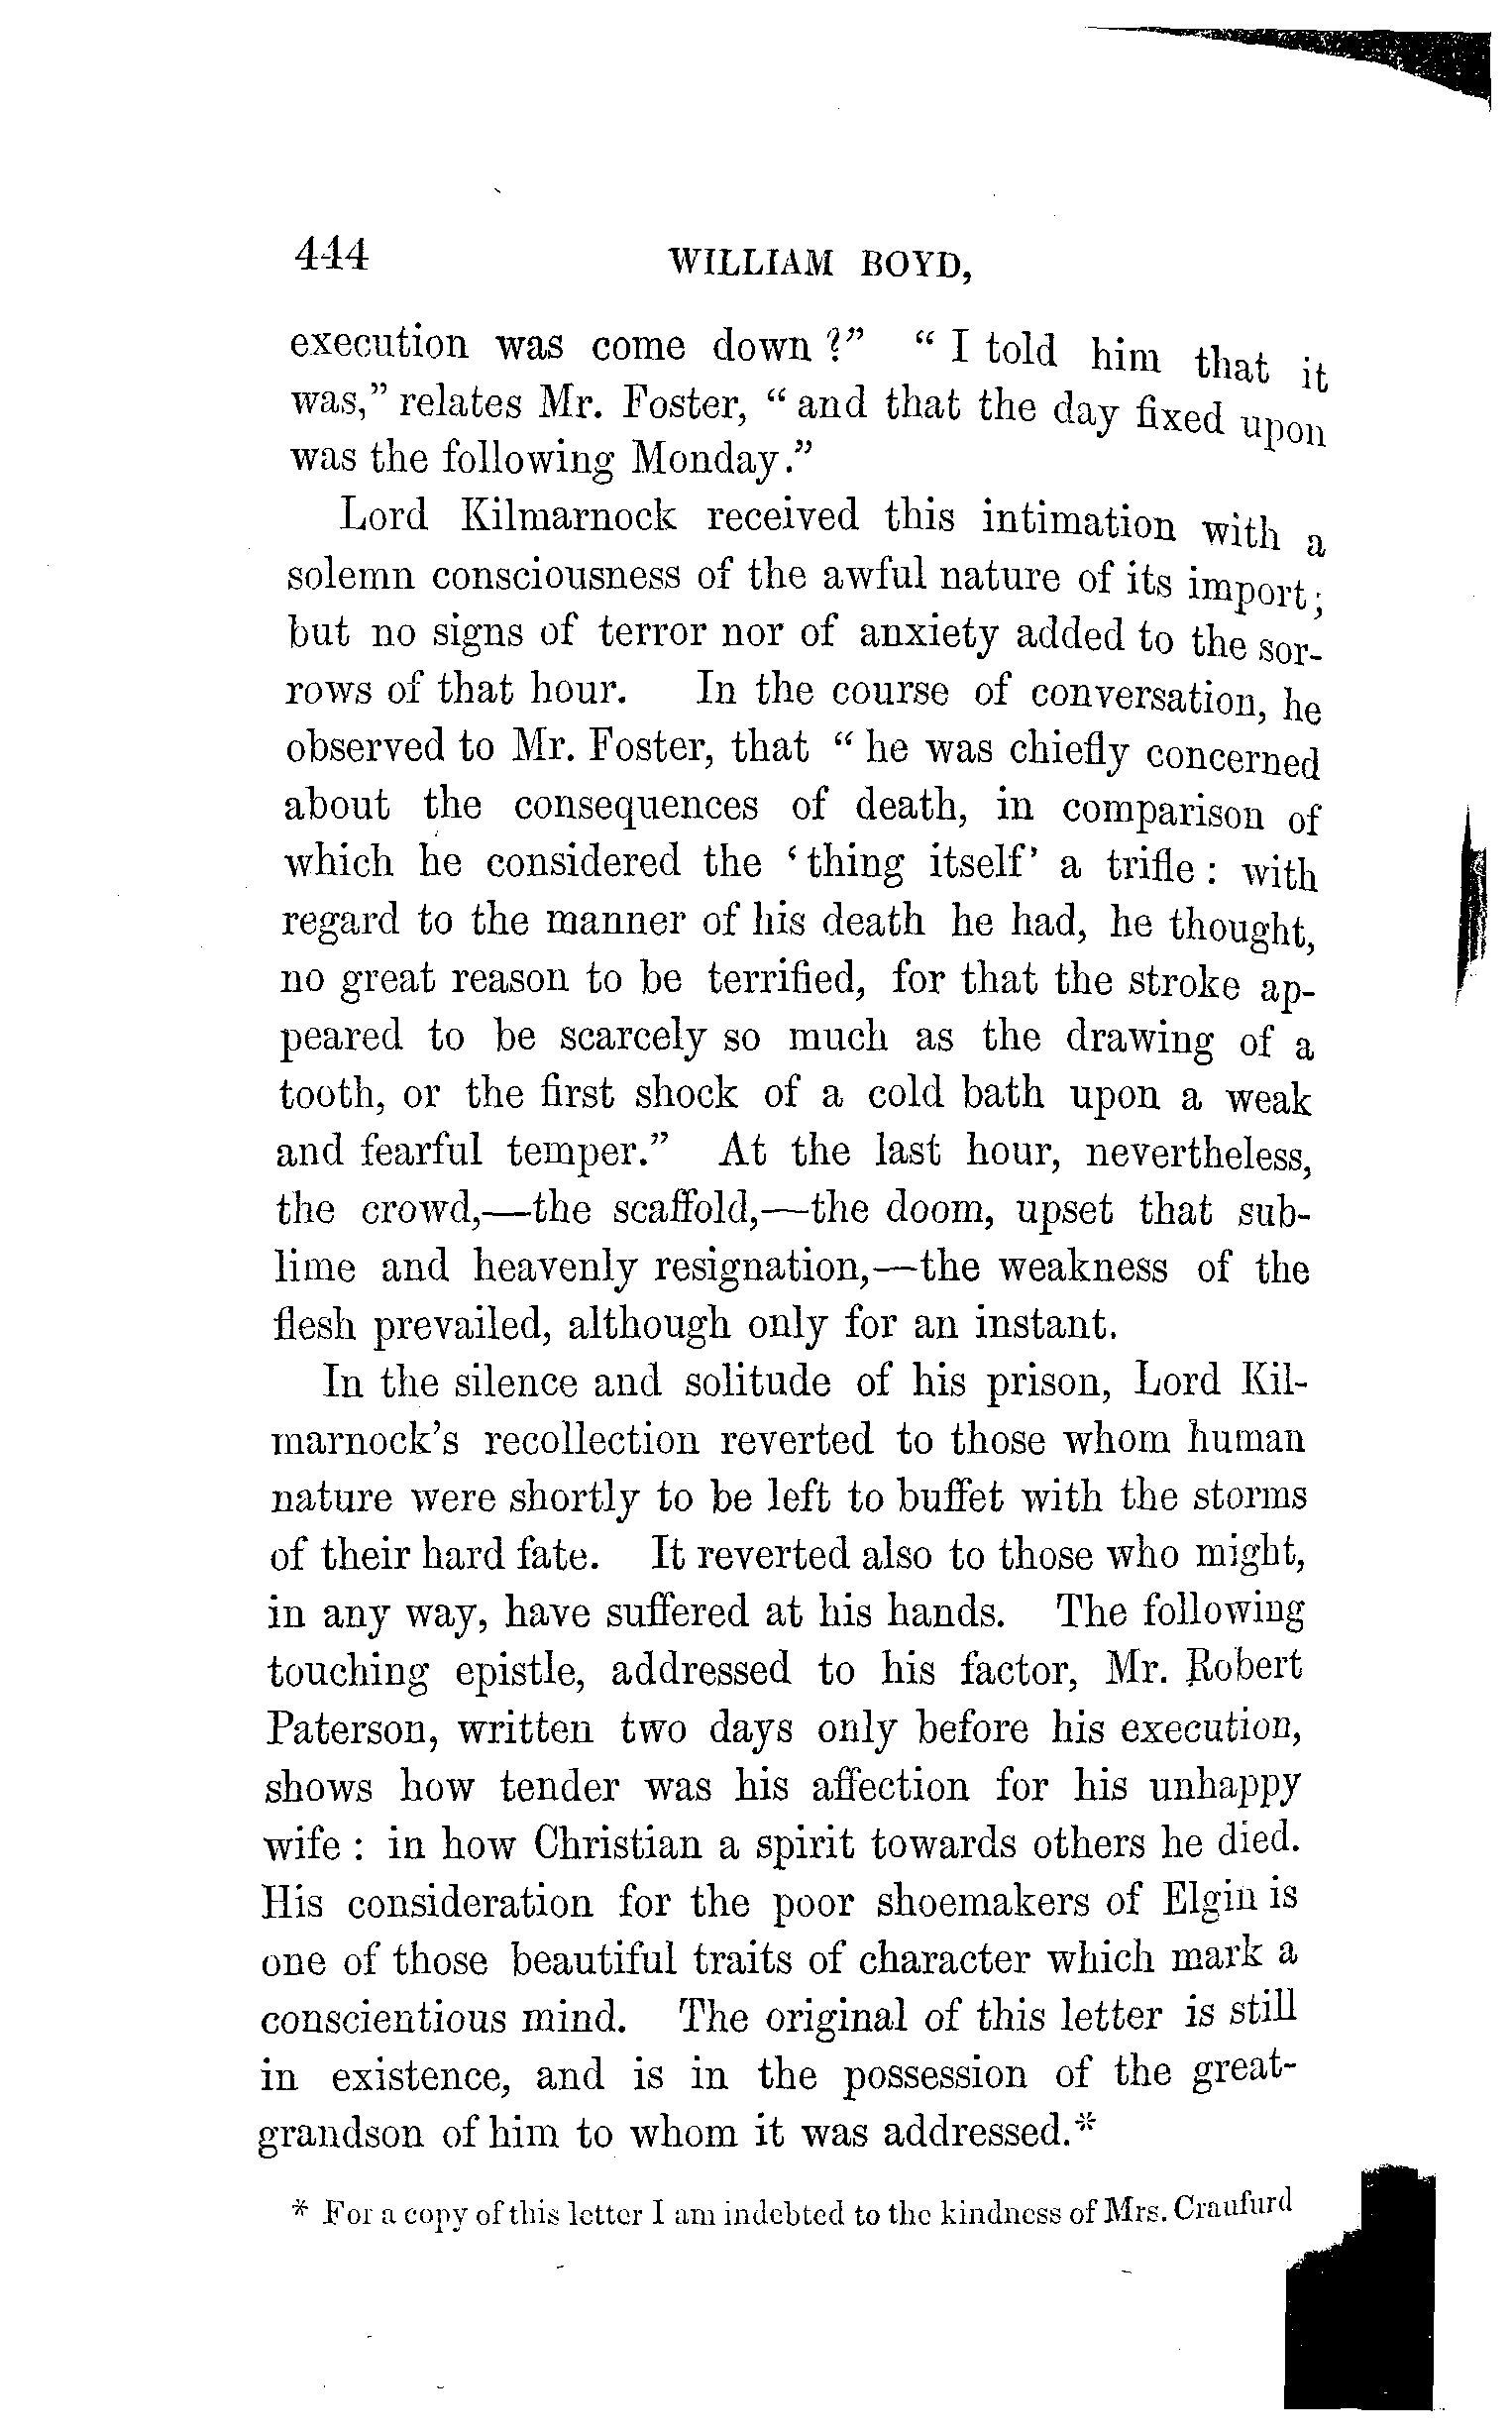 444 WILLIAM BOYD,
execution was come down?" "I told him that it
was," relates Mr. Foster, "and that the day fixed upon
was the following Monday."
Lord Kilmarnock received this intimation with a
solemn consciousness of the awful nature of its import;
but no signs of terror nor of anxiety added to the sor-
rows of that hour. In the course of conversation, he
observed to Mr. Foster, that "he was chiefly concerned
about the consequences of death, in comparison of
which he considered the 'thing itself' a trifle: with
regard to the manner of his death he had, he thought,
no great reason to be terrified, for that the stroke ap-
peared to be scarcely so much as the drawing of a
tooth, or the first shock of a cold bath upon a weak
and fearful temper." At the last hour, nevertheless,
the crowd,—the scaffold,—the doom, upset that sub-
lime and heavenly resignation,—the weakness of the
flesh prevailed, although only for an instant.
In the silence and solitude of his prison, Lord Kil-
marnock's recollection reverted to those whom human
nature were shortly to be left to buffet with the storms
of their hard fate. It reverted also to those who might,
in any way, have suffered at his hands. The following
touching epistle, addressed to his factor, Mr. Robert
Paterson, written two days only before his execution,
shows how tender was his affection for his unhappy
wife: in how Christian a spirit towards others he died.
His consideration for the poor shoemakers of Elgin is
one of those beautiful traits of character which mark a
conscientious mind. The original of this letter is still
in existence, and is in the possession of the great-
grandson of him to whom it was addressed.*
* For a copy of this letter I am indebted to the kindness of Mrs. Craufurd